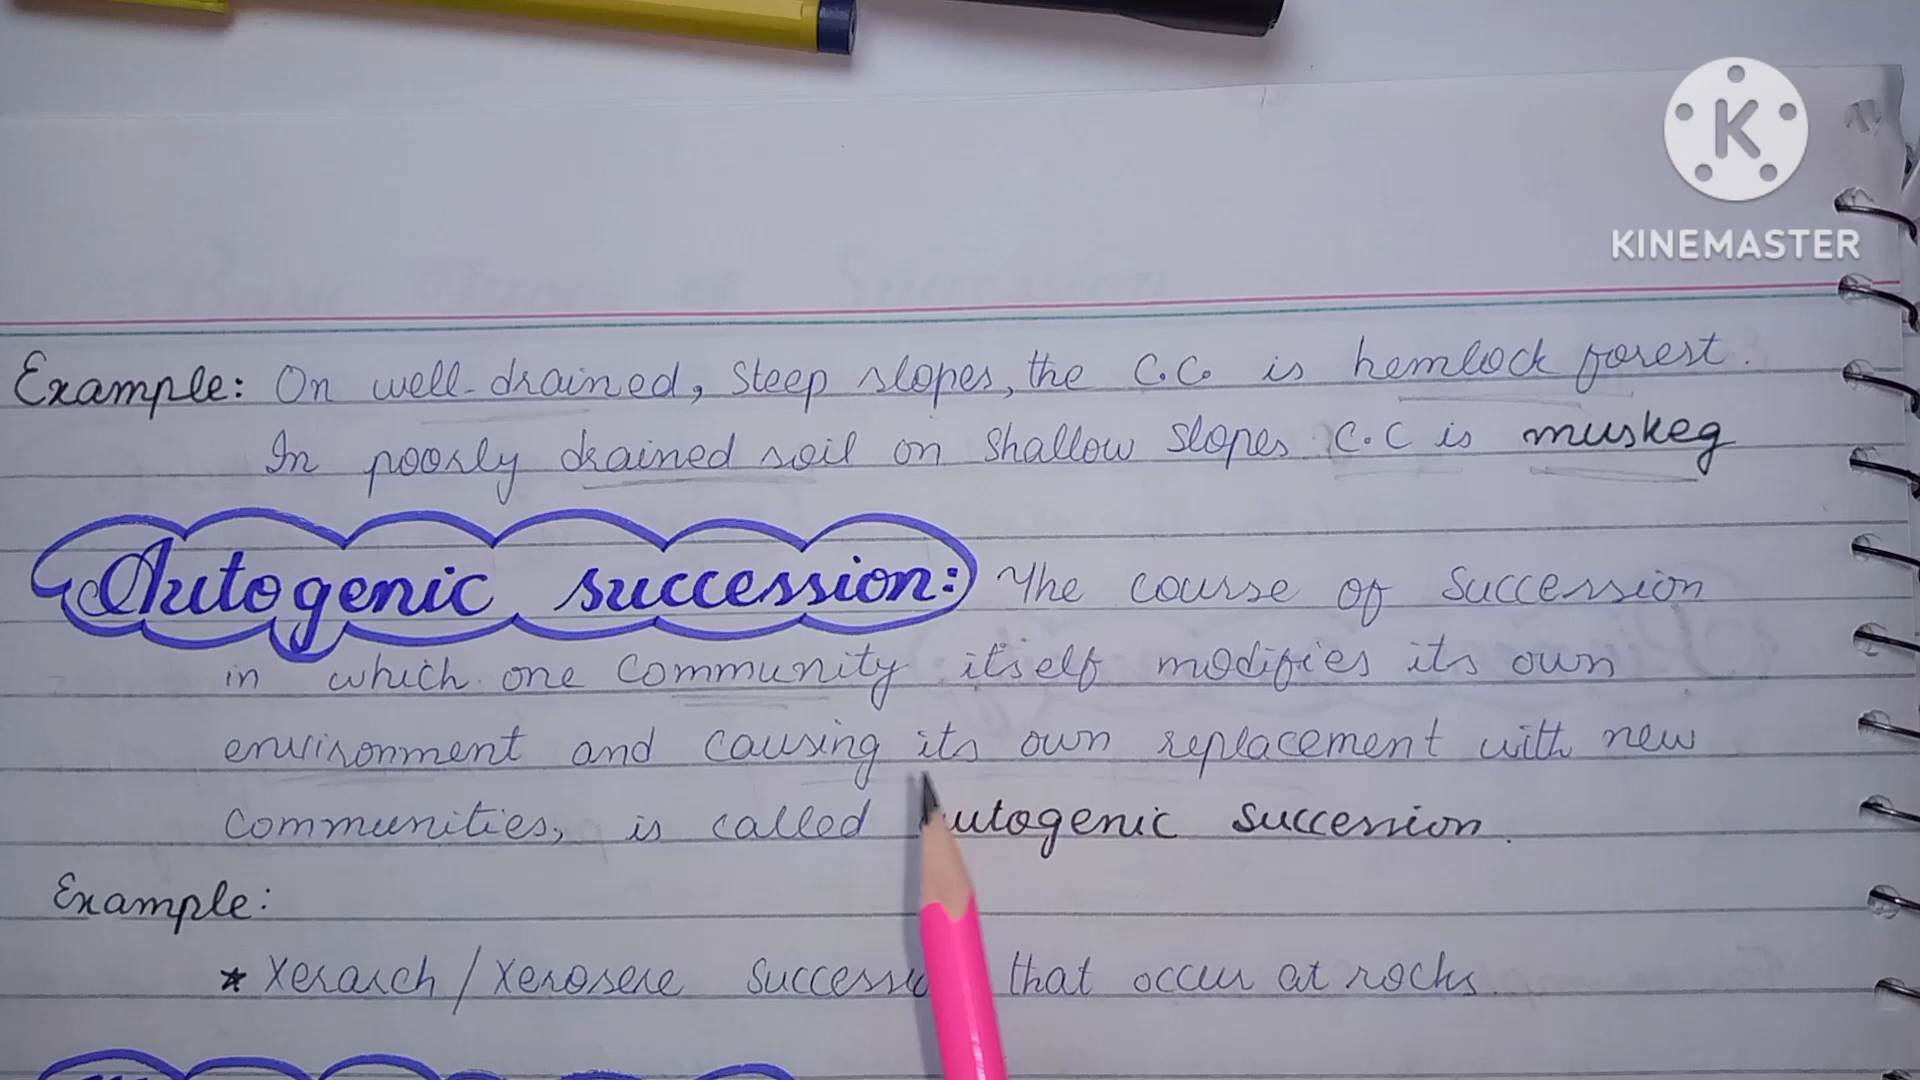 K
KINEMASTER
Example: On well-drained, steep slopes, the C.C. is hemlock forest.
In poorly drained soil on shallow slopes C.C is muskeg
Autogenic succession: The course of succession
in which one community itself modifies its own
environment and causing its own replacement with new
communities, is called utogenic succession.
Example:
* Xerarch/Xerosere successio that occur at rocks.